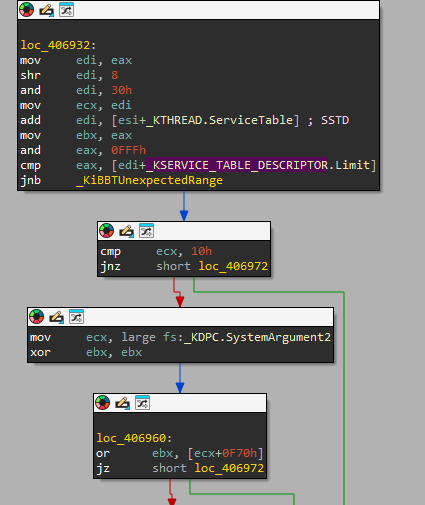 loc_406932:
mov edi, eax
shr edi, 8
and edi, 30h
mov ecx, edi
add edi, [esi+_KTHREAD.ServiceTable] ; SSTD
mov ebx, eax
and eax, 0FFFh
cmp eax, [edi+_KSERVICE_TABLE_DESCRIPTOR.Limit]
jnb _KiBBTUnexpectedRange
cmp ecx, 10h
jnz short loc_406972
mov ecx, large fs:_KDPC.SystemArgument2
xor ebx, ebx
loc_406960:
or ebx, [ecx+0F70h]
jz short loc_406972